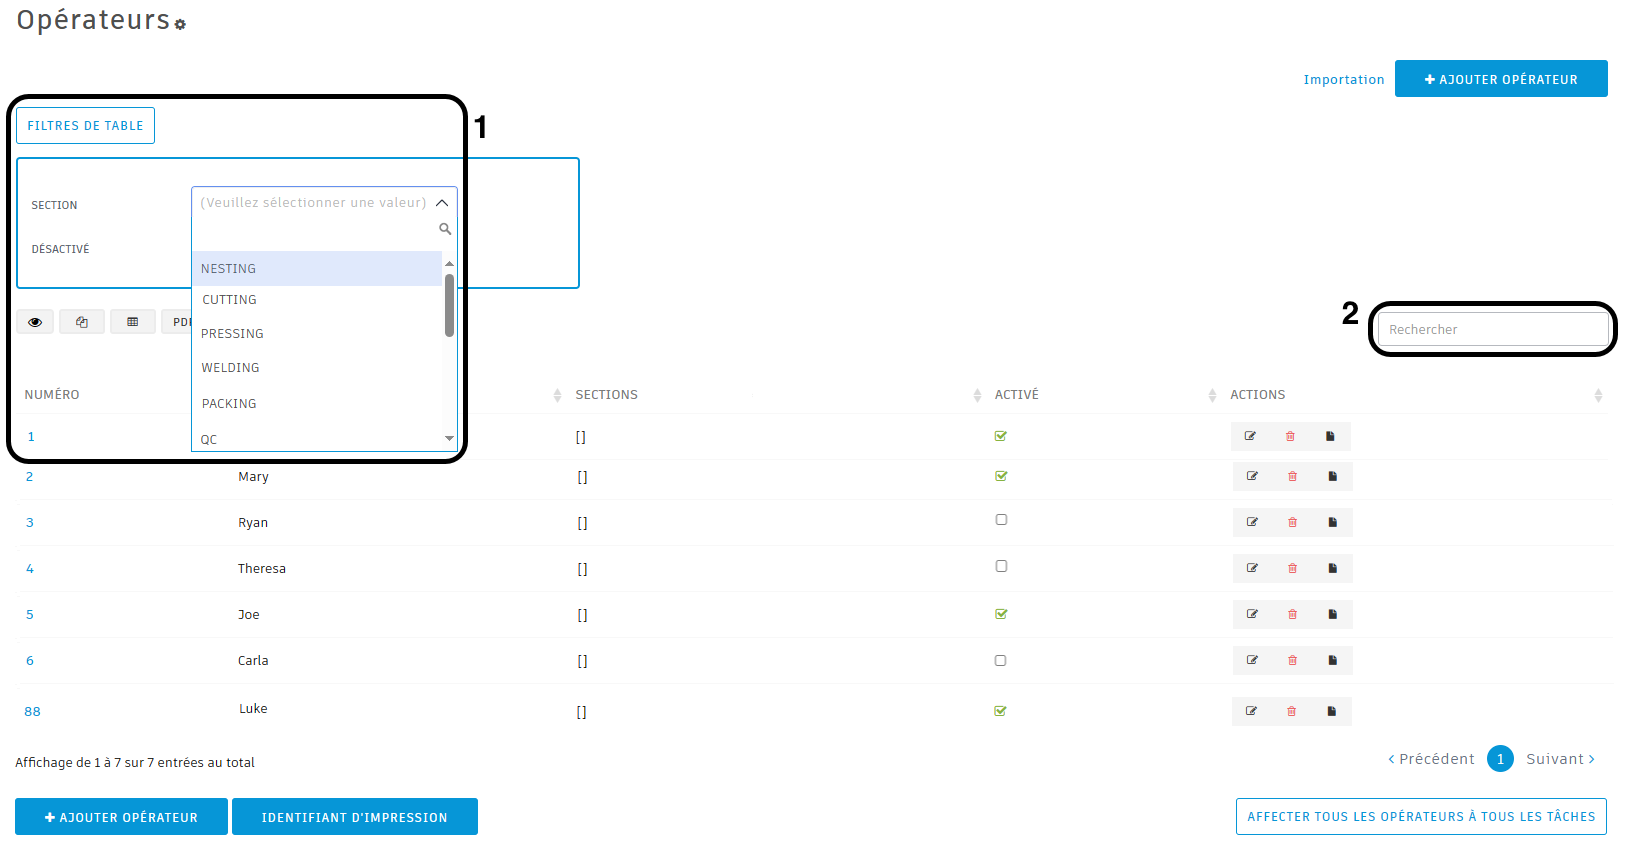 Opérateurs
Importation
AJOUTER OPÉRATEUR
FILTRES DE TABLE
1
SECTION
(Veuillez sélectionner une valeur)
DÉSACTIVÉ
NESTING
CUTTING
PRESSING
WELDING
PACKING
QC
PDF
2
Rechercher
NUMÉRO SECTIONS ACTIVÉ ACTIONS
1 []
2 Mary []
3 Ryan []
4 Theresa []
5 Joe []
6 Carla []
88 Luke []
Affichage de 1 à 7 sur 7 entrées au total
Précédent 1 Suivant
AJOUTER OPÉRATEUR
IDENTIFIANT D'IMPRESSION
AFFECTER TOUS LES OPÉRATEURS À TOUS LES TÂCHES